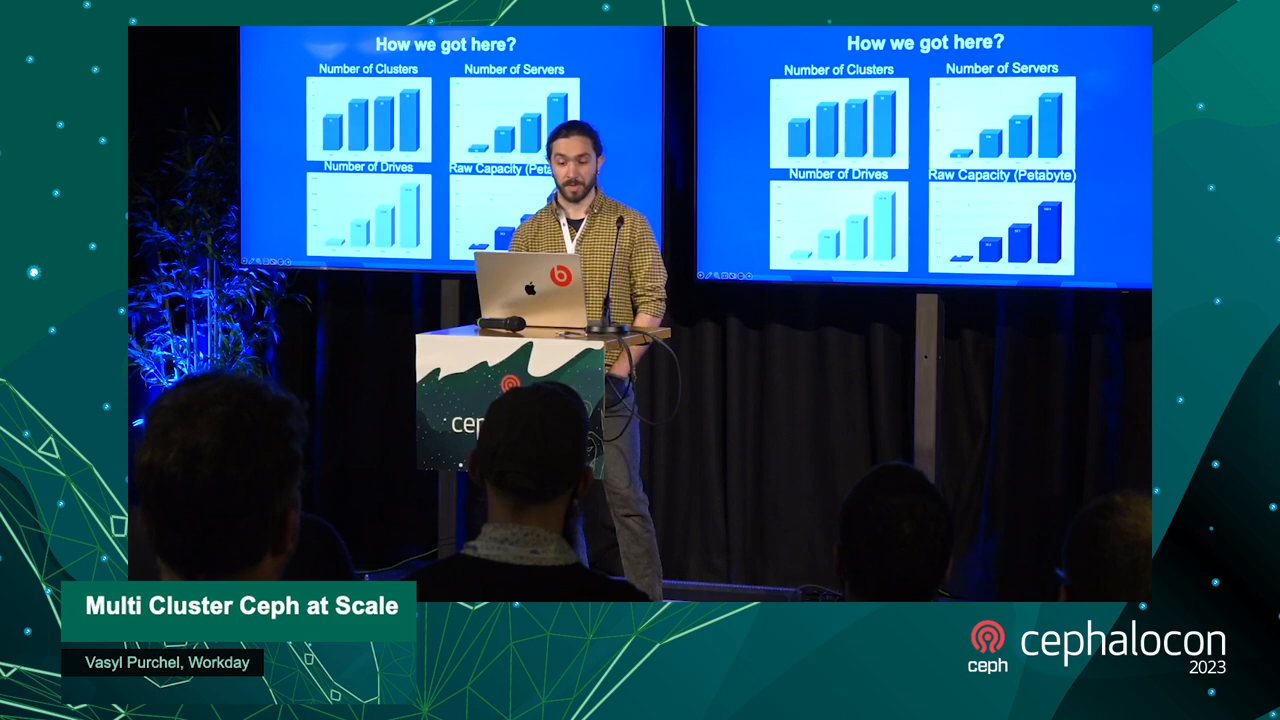 How we got here?
Number of Clusters
Number of Servers
Number of Drives
Raw Capacity (Peta
How we got here?
Number of Clusters
Number of Servers
Number of Drives
Raw Capacity (Petabyte)
cep
Multi Cluster Ceph at Scale
Vasyl Purchel, Workday
ceph
cephalocon
2023